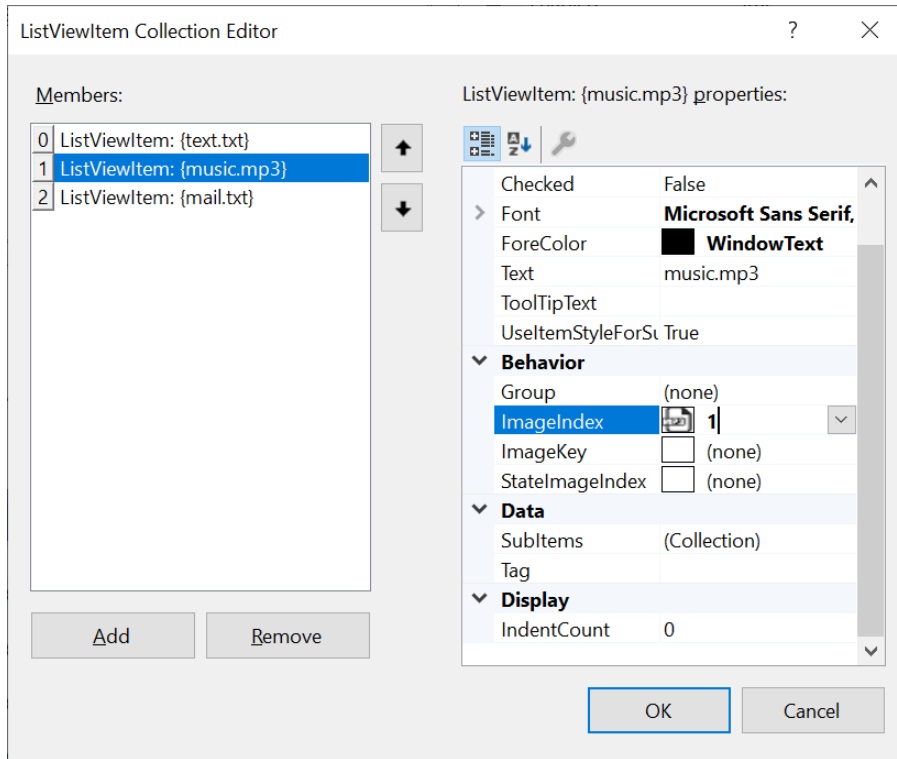 ListViewItem Collection Editor
?
Members:
0 ListViewItem: {text.txt}
1 ListViewItem: {music.mp3}
2 ListViewItem: {mail.txt}
Add
Remove
ListViewItem: {music.mp3} properties:
Checked False
Font Microsoft Sans Serif,
ForeColor WindowText
Text music.mp3
ToolTipText
UseItemStyleForSu True
Behavior
Group (none)
ImageIndex 1
ImageKey (none)
StateImageIndex (none)
Data
SubItems (Collection)
Tag
Display
IndentCount 0
OK
Cancel